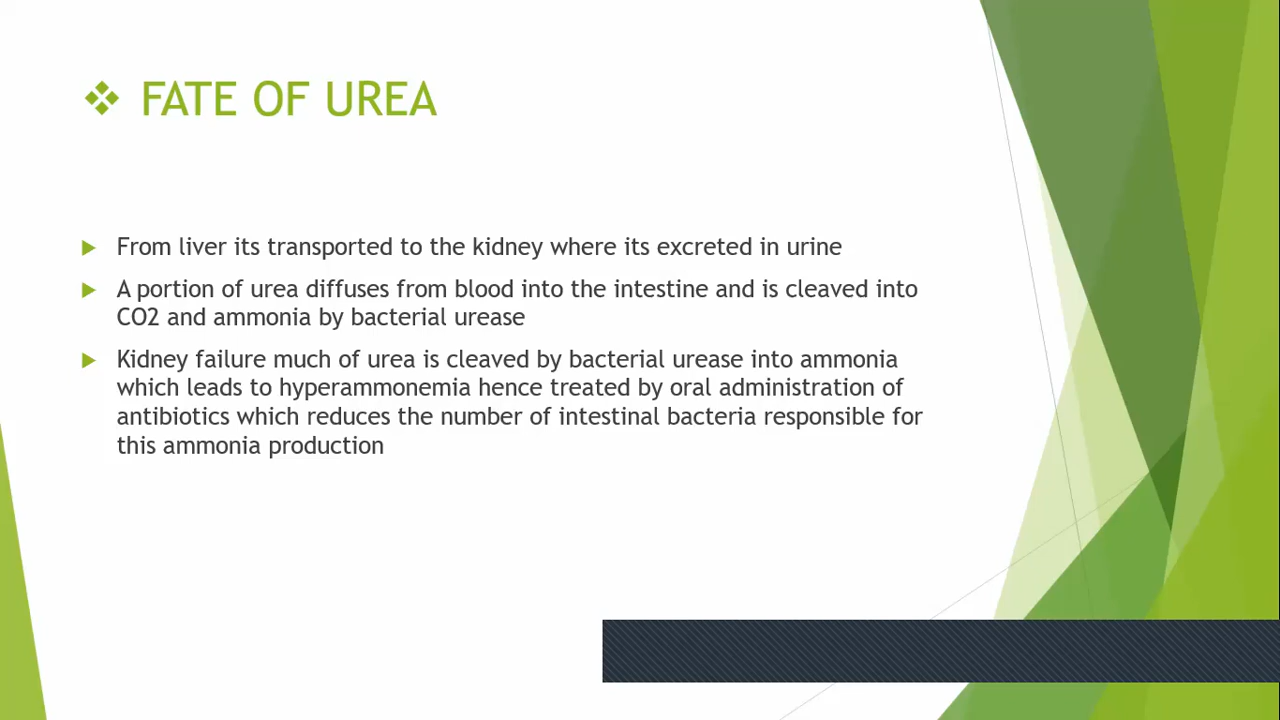 FATE OF UREA
From liver its transported to the kidney where its excreted in urine
A portion of urea diffuses from blood into the intestine and is cleaved into
CO2 and ammonia by bacterial urease
Kidney failure much of urea is cleaved by bacterial urease into ammonia
which leads to hyperammonemia hence treated by oral administration of
antibiotics which reduces the number of intestinal bacteria responsible for
this ammonia production